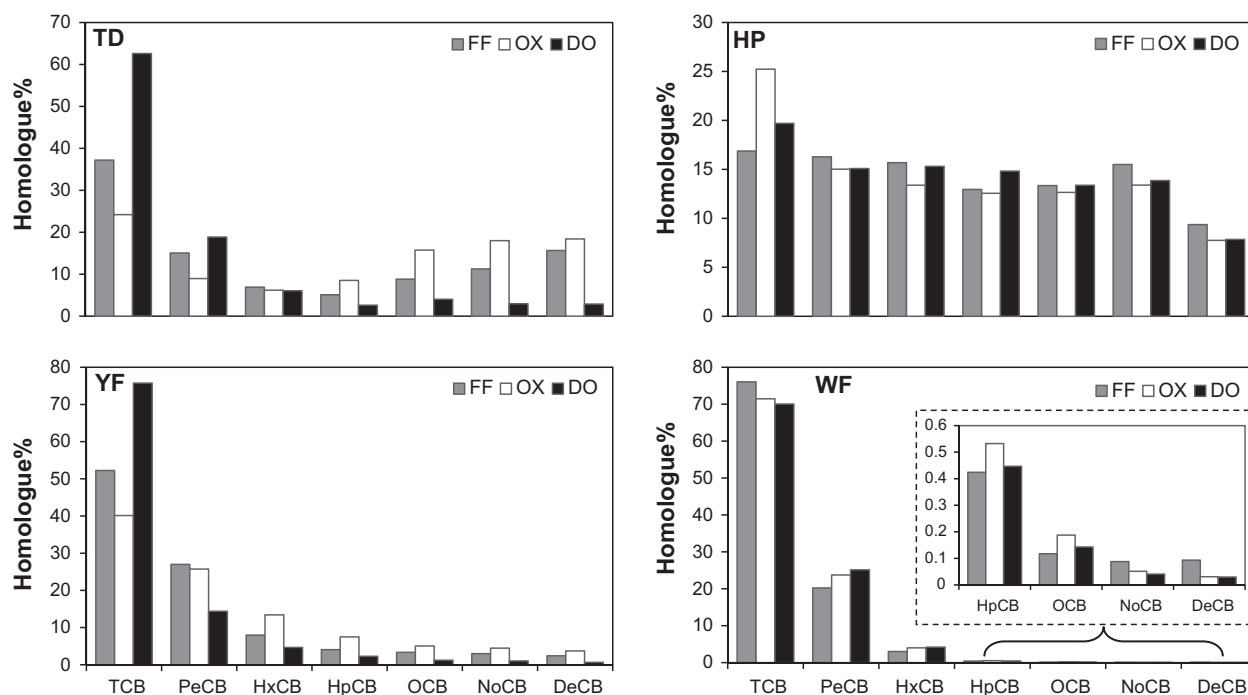 TD
FF OX DO
Homologue%
70
60
50
40
30
20
10
0
HP
FF OX DO
Homologue%
30
25
20
15
10
5
0
YF
FF OX DO
Homologue%
80
70
60
50
40
30
20
10
0
TCB PeCB HxCB HpCB OCB NoCB DeCB
WF
FF OX DO
Homologue%
80
70
60
50
40
30
20
10
0
0.6
0.5
0.4
0.3
0.2
0.1
0
HpCB OCB NoCB DeCB
TCB PeCB HxCB HpCB OCB NoCB DeCB